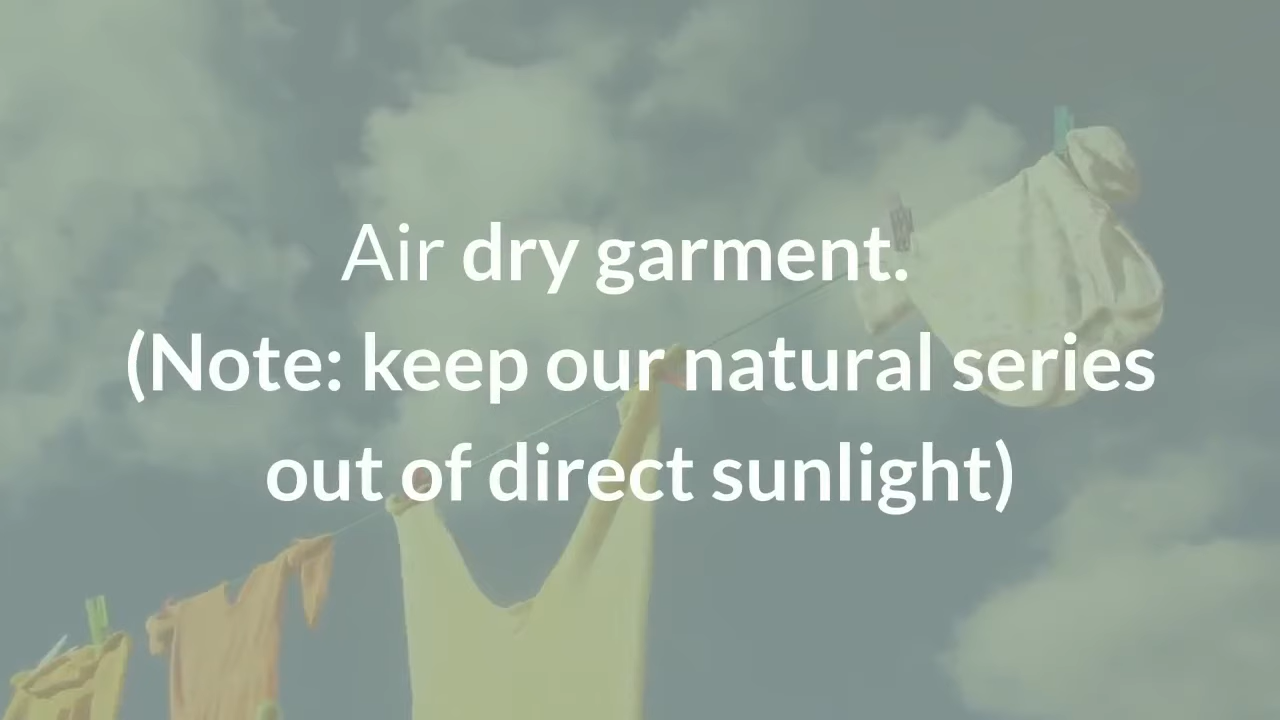 Air dry garment.
(Note: keep our natural series
out of direct sunlight)